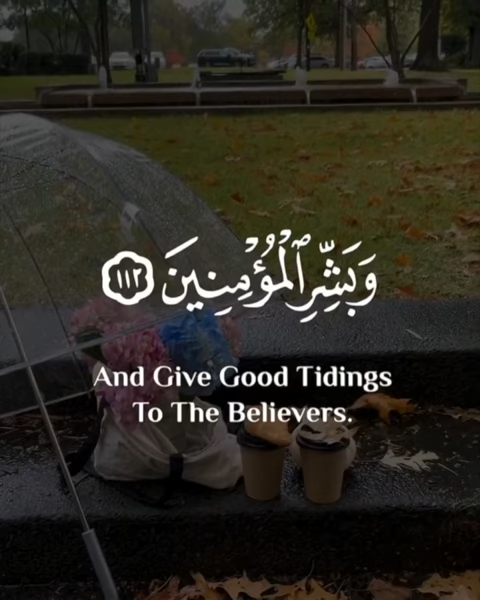 وَبَشِّرِ ٱلْمُؤْمِنِينَ ١١٢
And Give Good Tidings
To The Believers.